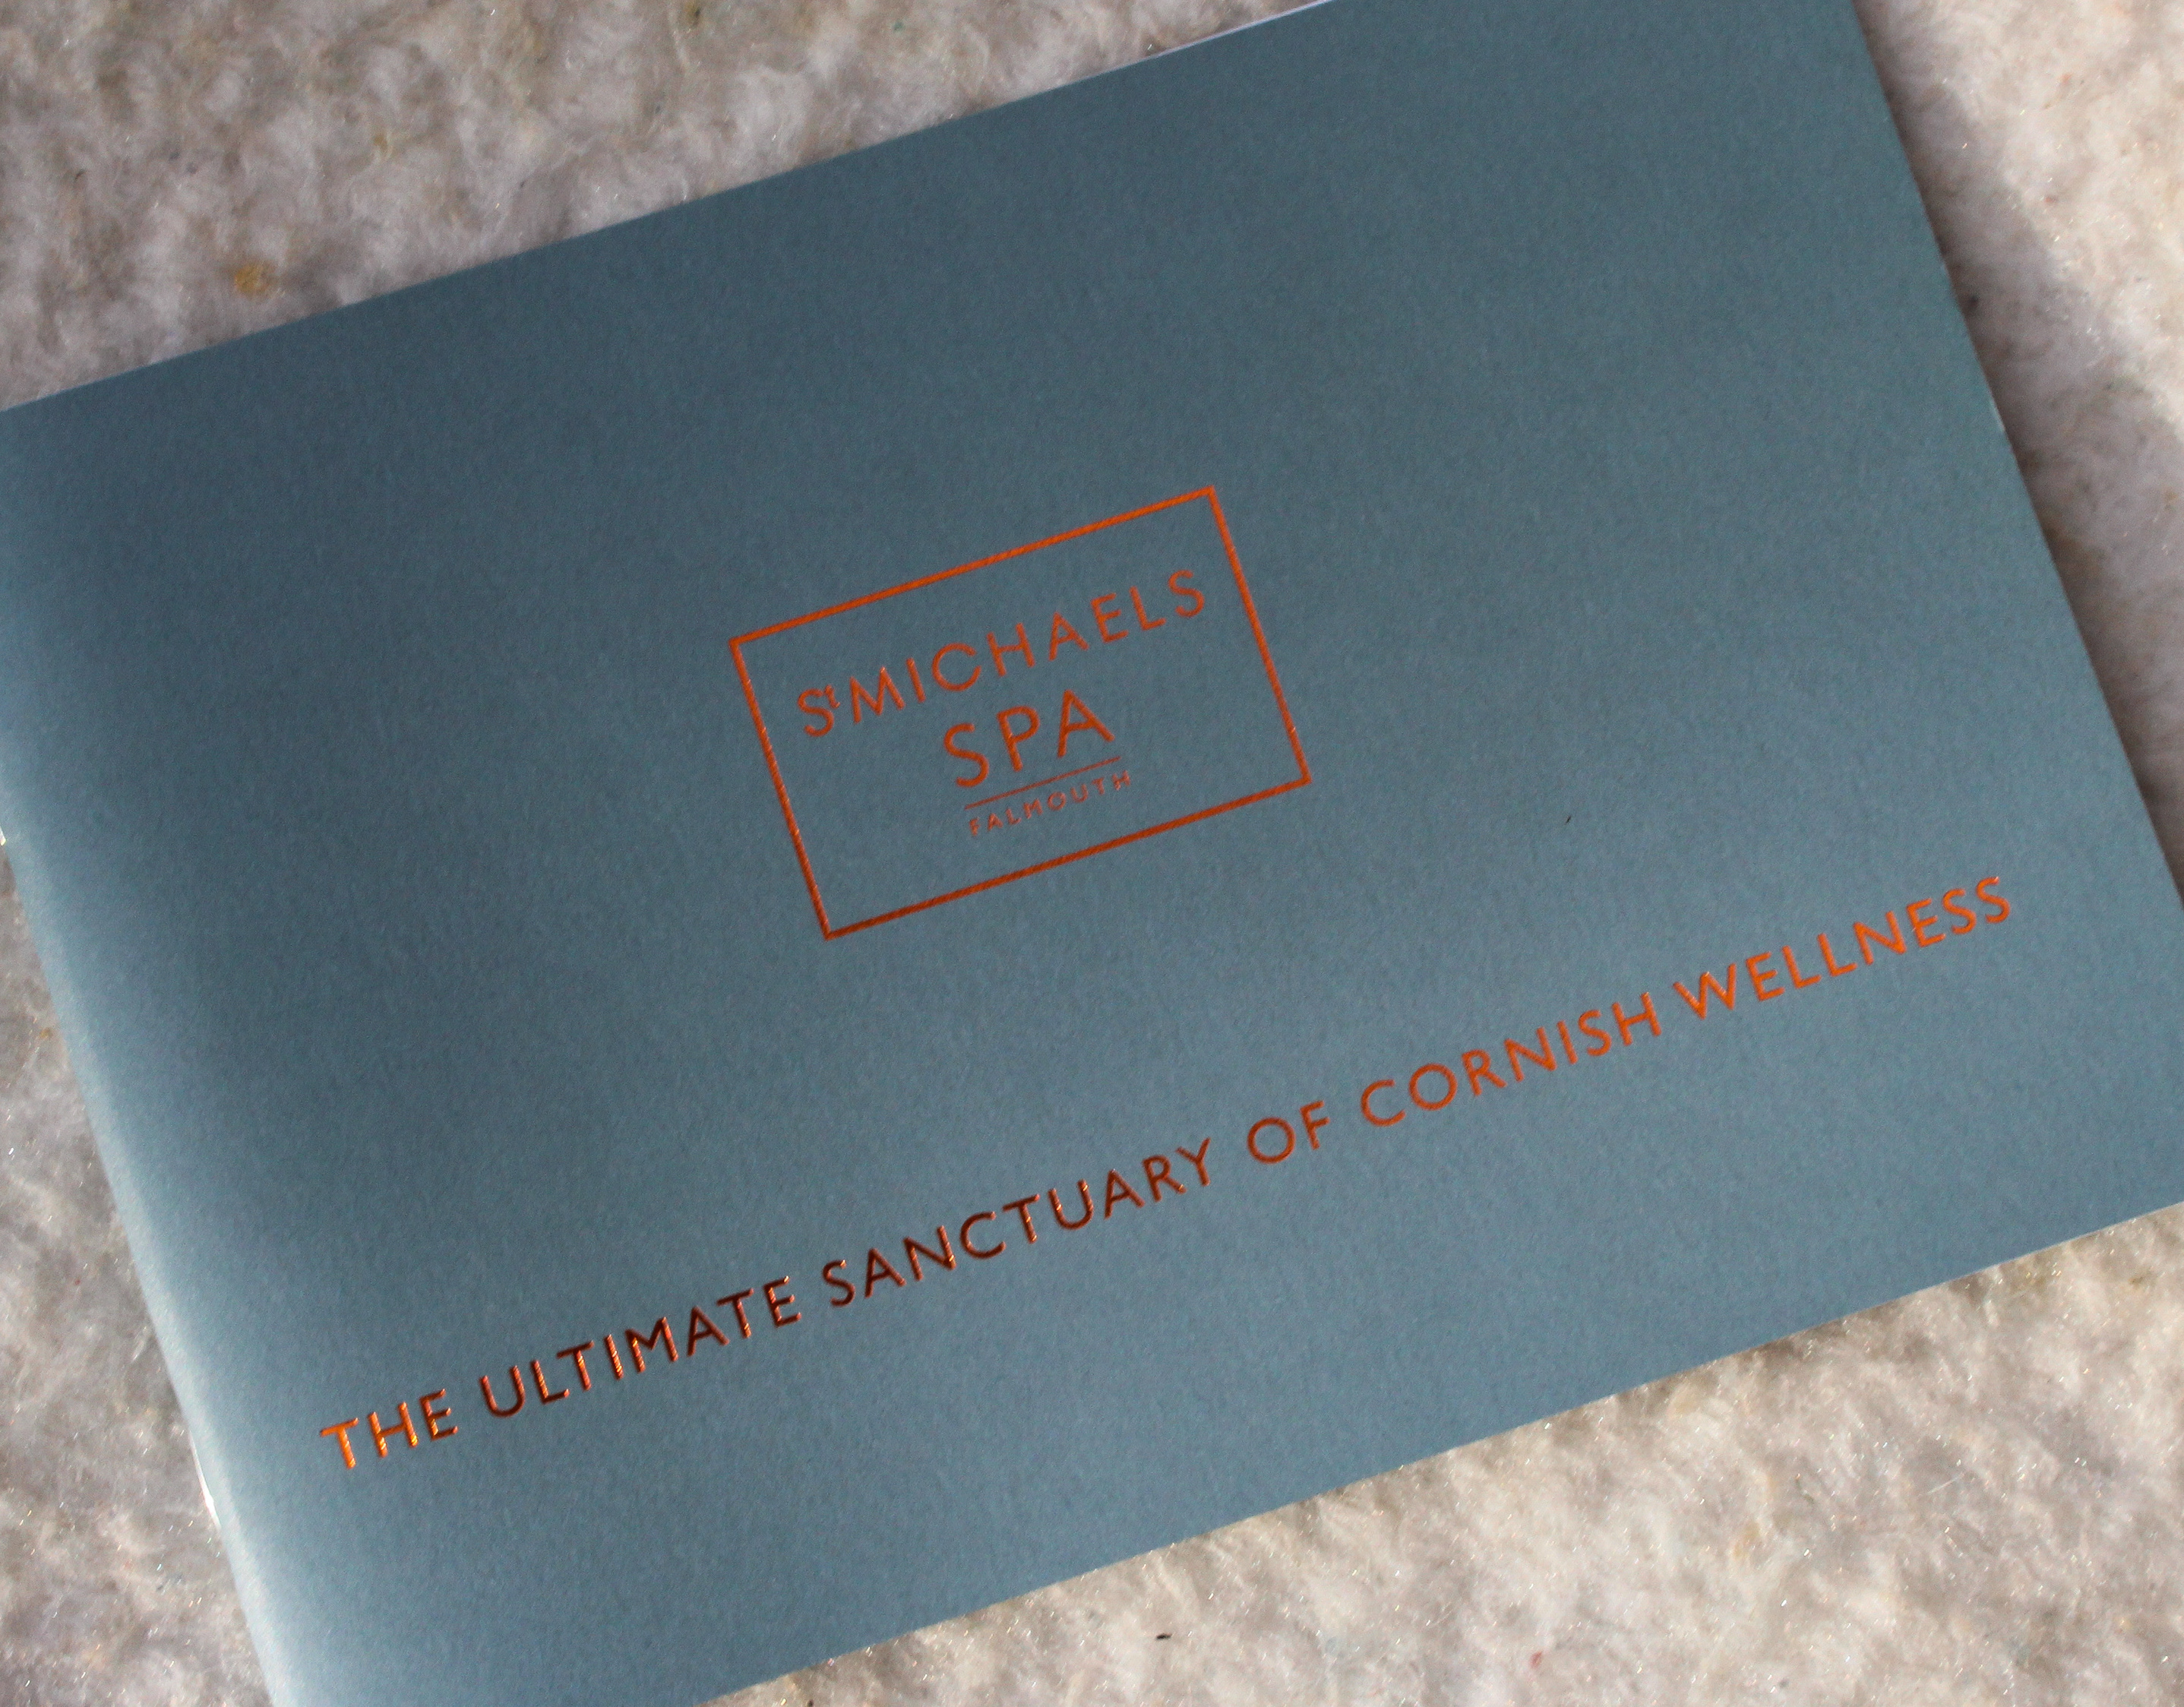 St MICHAELS
SPA
FALMOUTH
THE ULTIMATE SANCTUARY OF CORNISH WELLNESS